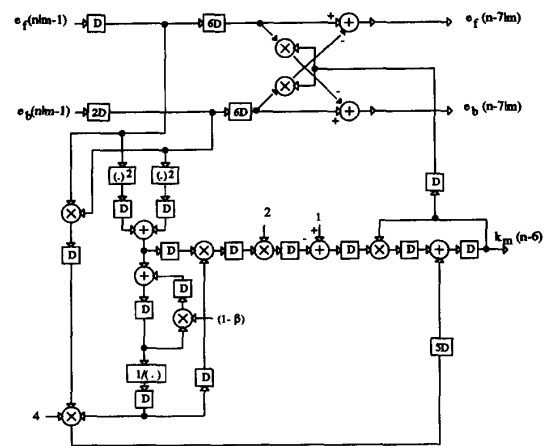 e_f(n|m-1) D 6D + e_f(n-7|m)
-
-
e_b(n|m-1) 2D 6D + e_b(n-7|m)
(.)² (.)²
D D D
D 2 1 k_m(n-6)
D D D - + D D D
D D
(1- β)
1/(.) 5D
D D
4